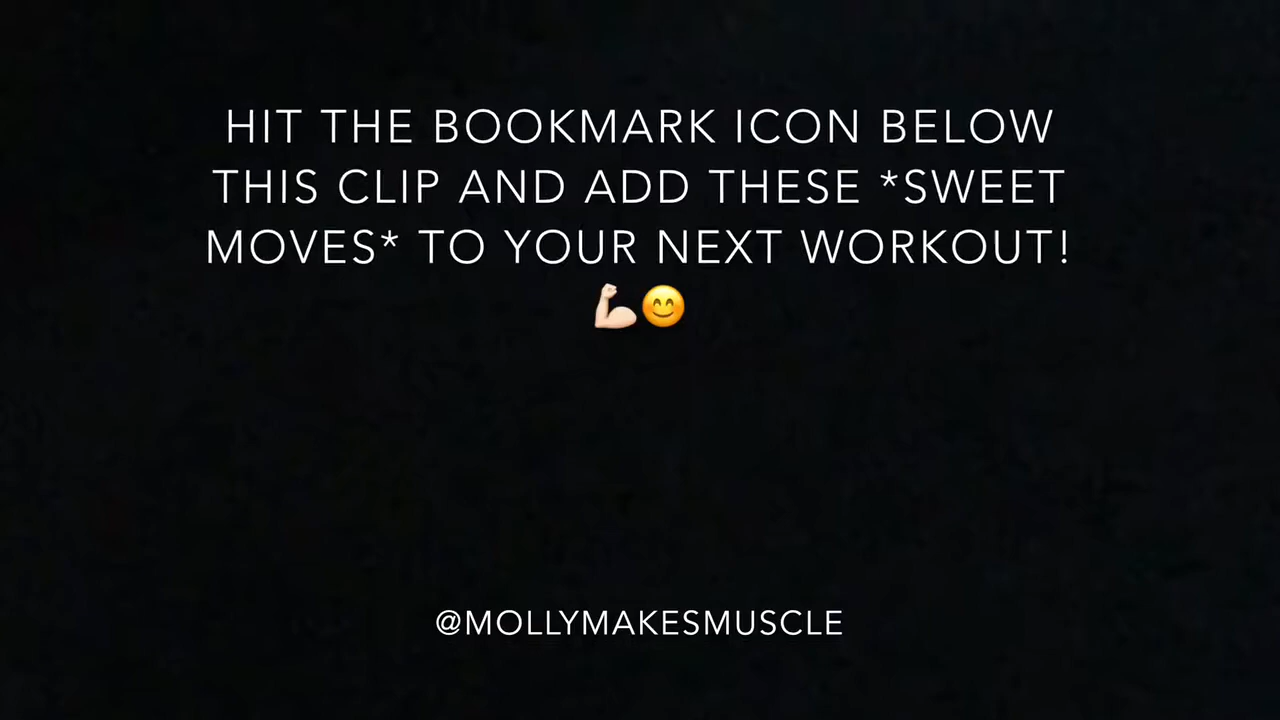 HIT THE BOOKMARK ICON BELOW
THIS CLIP AND ADD THESE *SWEET
MOVES* TO YOUR NEXT WORKOUT!
💪🏻😊
@MOLLYMAKESMUSCLE